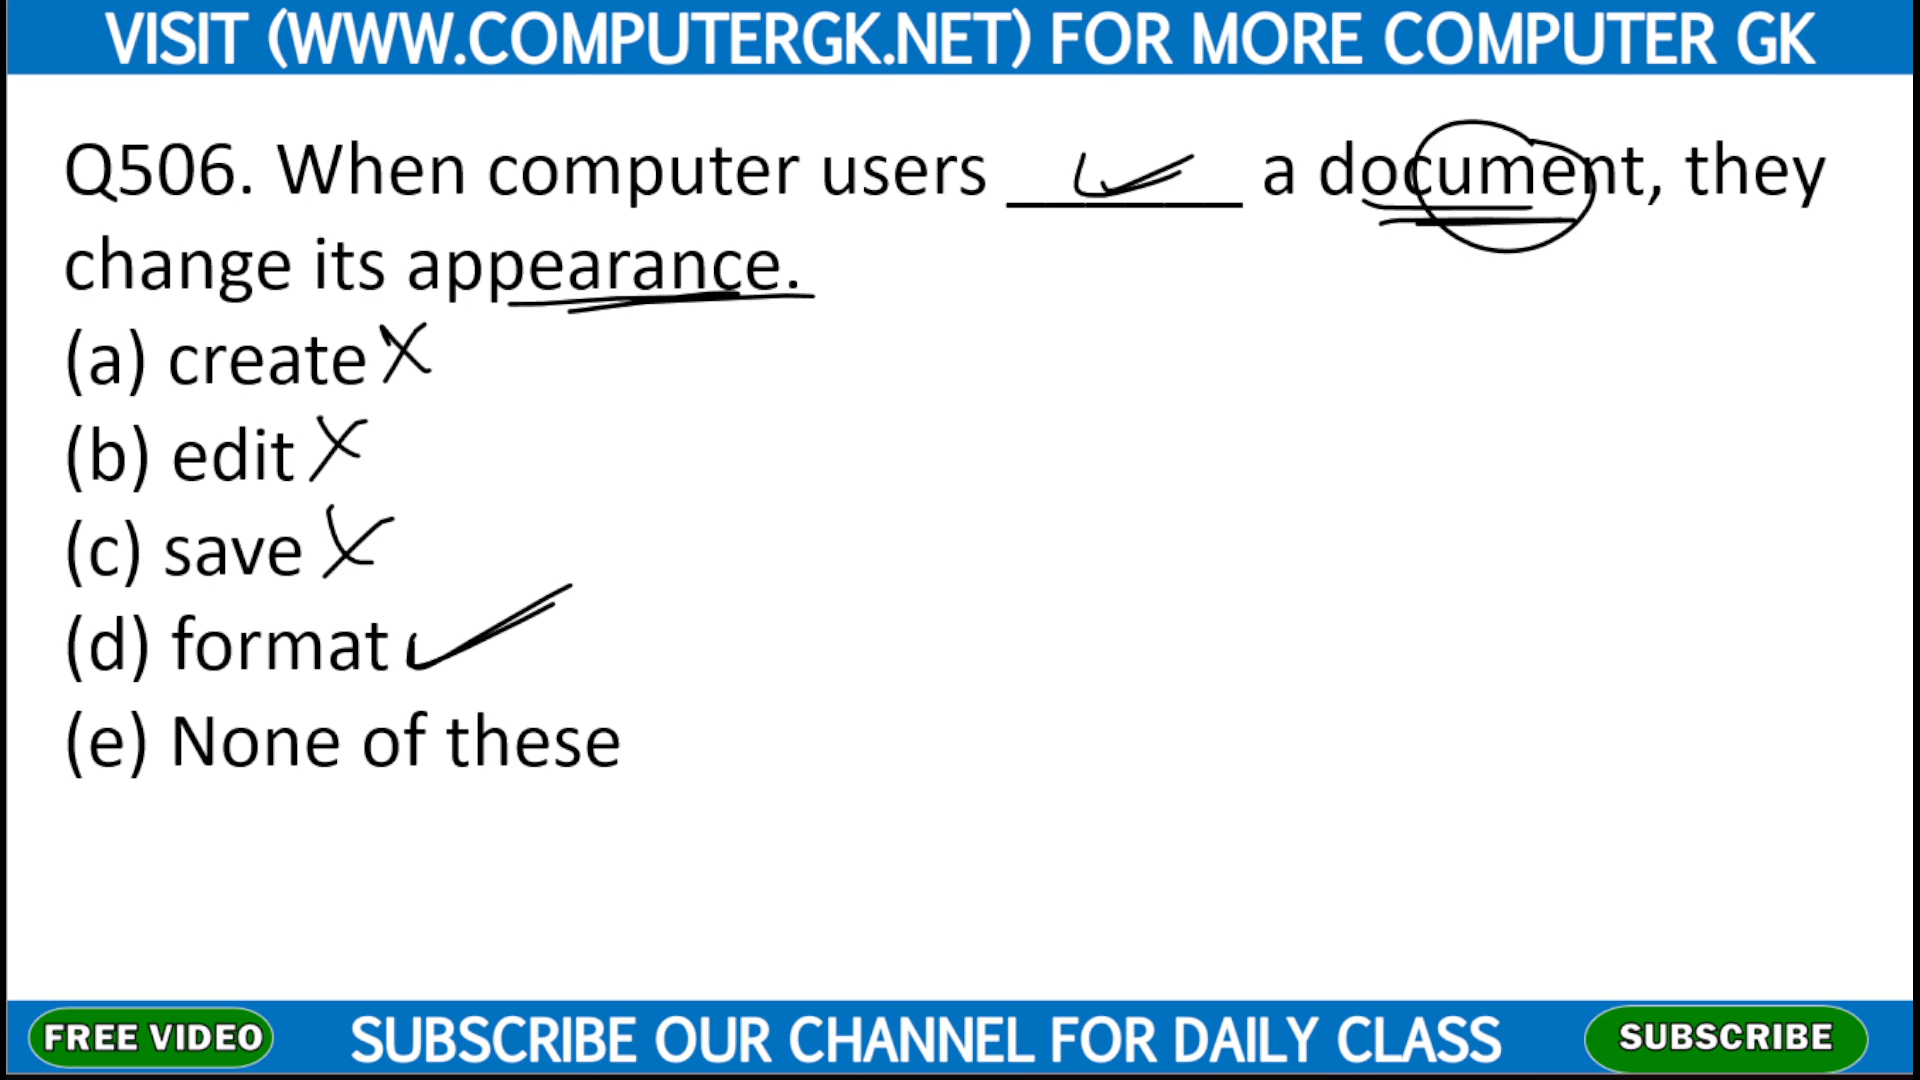 VISIT (WWW.COMPUTERGK.NET) FOR MORE COMPUTER GK
Q506. When computer users ______ a document, they
change its appearance.
(a) create
(b) edit
(c) save
(d) format
(e) None of these
FREE VIDEO SUBSCRIBE OUR CHANNEL FOR DAILY CLASS SUBSCRIBE